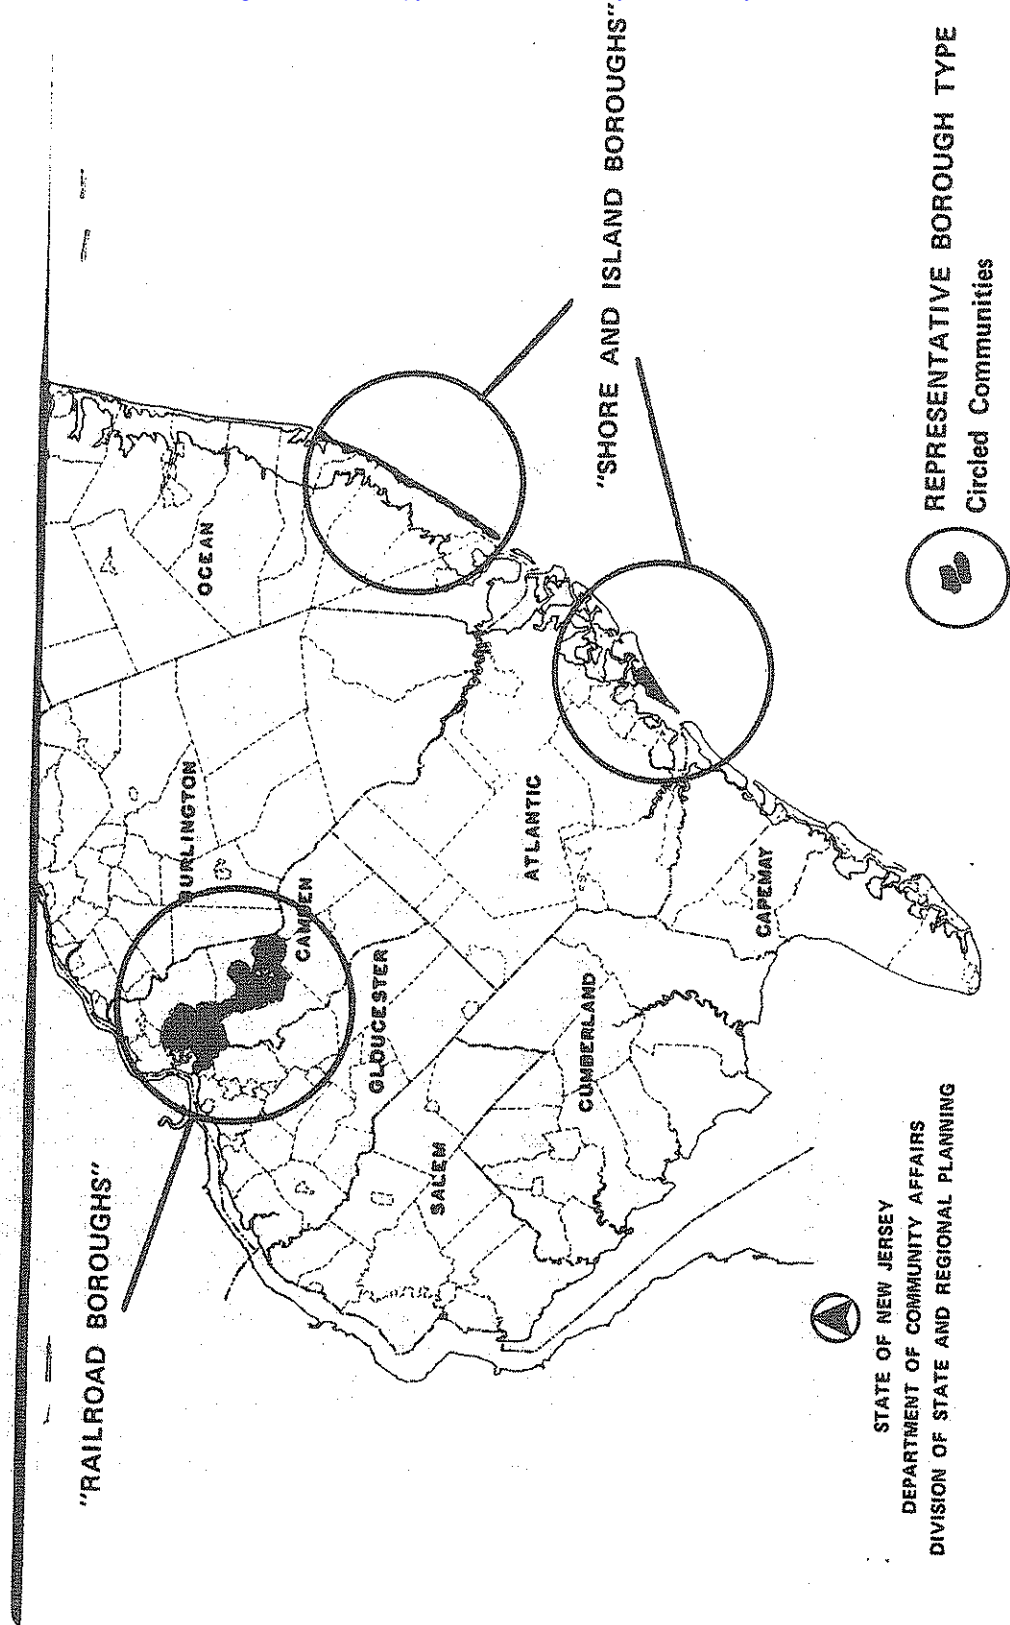 "RAILROAD BOROUGHS"
"SHORE AND ISLAND BOROUGHS"
OCEAN
BURLINGTON
CAMDEN
GLOUCESTER
ATLANTIC
SALEM
CUMBERLAND
CAPEMAY
STATE OF NEW JERSEY
DEPARTMENT OF COMMUNITY AFFAIRS
DIVISION OF STATE AND REGIONAL PLANNING
REPRESENTATIVE BOROUGH TYPE
Circled Communities